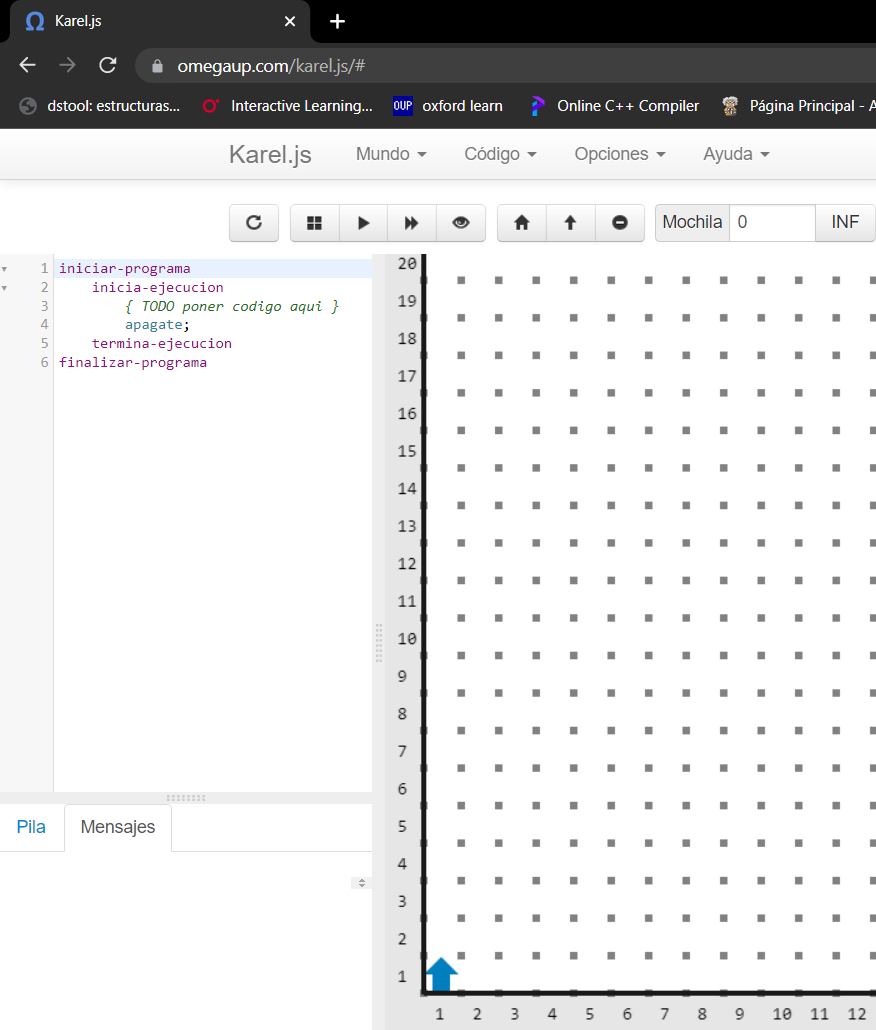 Karel.js
omegaup.com/karel.js/#
dstool: estructuras... Interactive Learning... OUP oxford learn Online C++ Compiler Página Principal - A
Karel.js Mundo Código Opciones Ayuda
Mochila 0 INF
1 iniciar-programa
2 inicia-ejecucion
3 { TODO poner codigo aqui }
4 apagate;
5 termina-ejecucion
6 finalizar-programa
Pila Mensajes
20
19
18
17
16
15
14
13
12
11
10
9
8
7
6
5
4
3
2
1
1 2 3 4 5 6 7 8 9 10 11 12